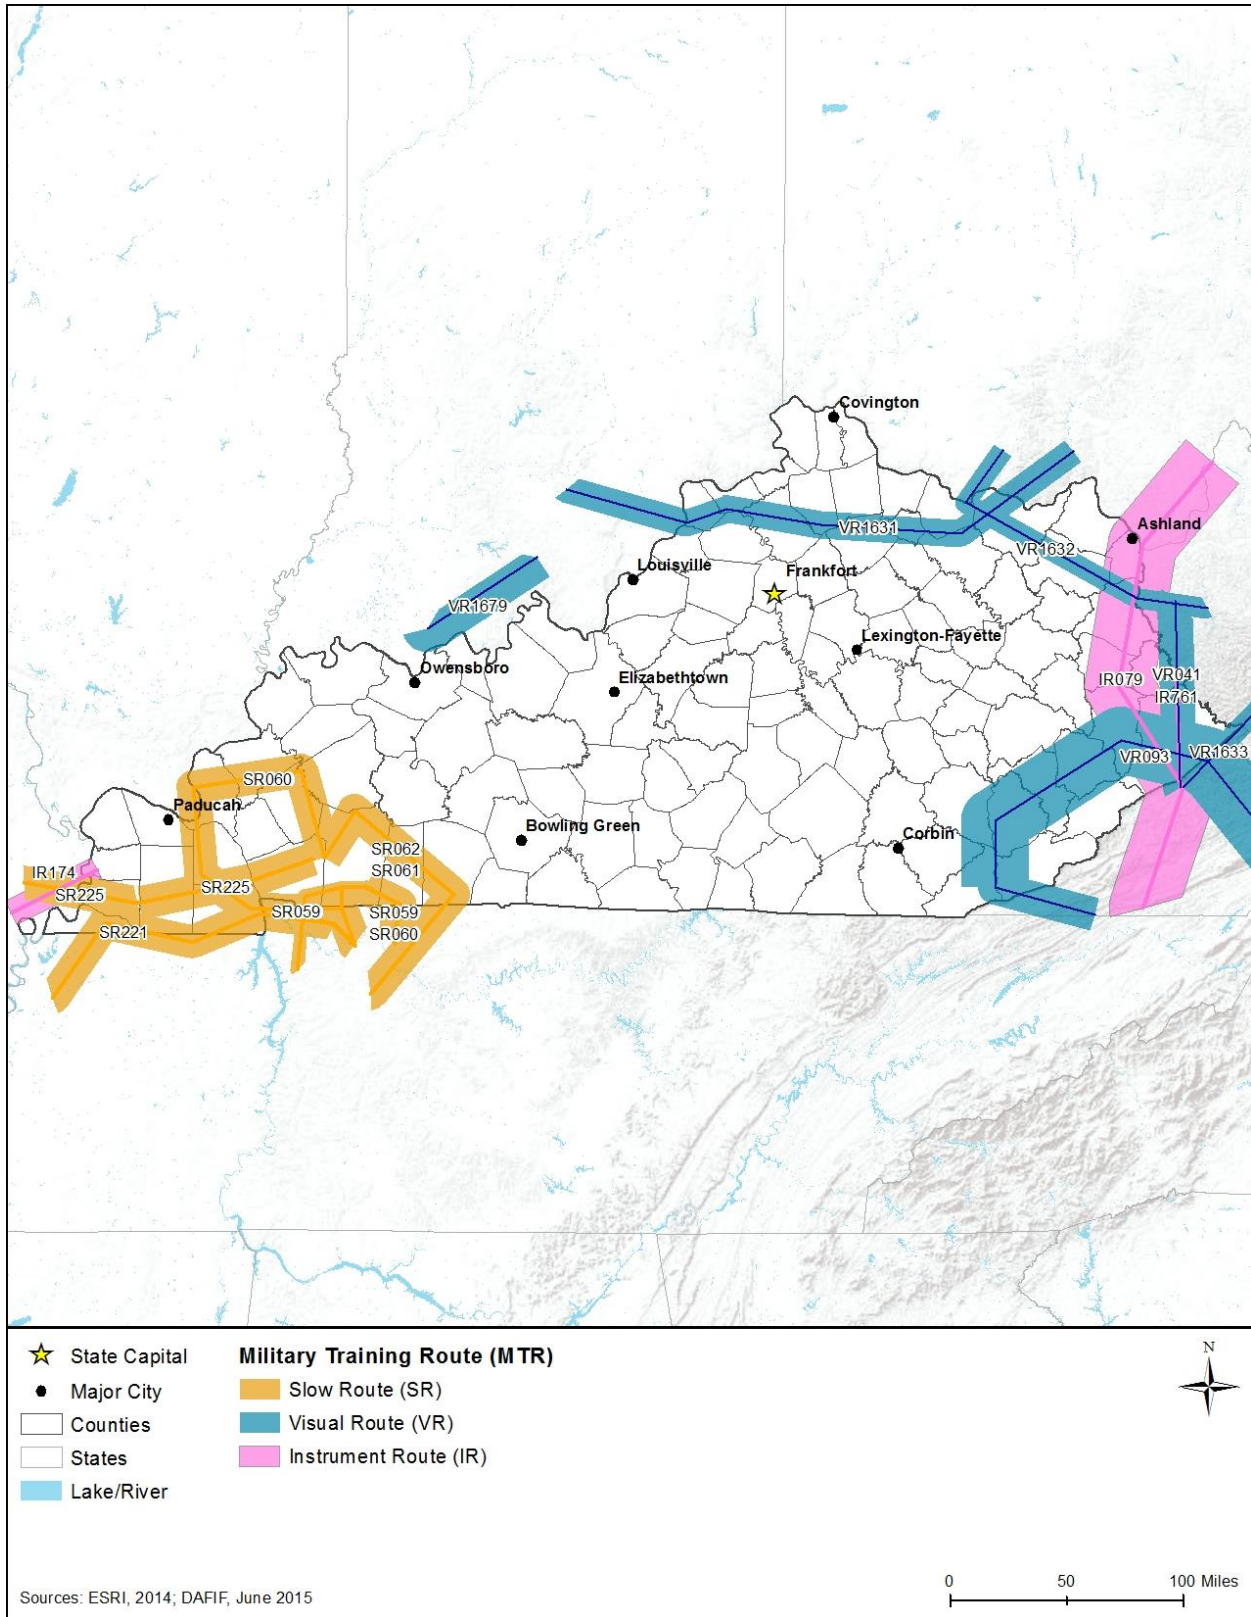 Covington
Ashland
VR1631
VR1632
Louisville
Frankfort
VR1679
Lexington-Fayette
Owensboro
Elizabethtown
IR079
VR041
IR761
VR093
VR1633
SR060
Paducah
Bowling Green
Corbin
SR062
SR061
IR174
SR225
SR225
SR059
SR059
SR060
SR221
State Capital
Major City
Counties
States
Lake/River
Military Training Route (MTR)
Slow Route (SR)
Visual Route (VR)
Instrument Route (IR)
N
Sources: ESRI, 2014; DAFIF, June 2015
0 50 100 Miles